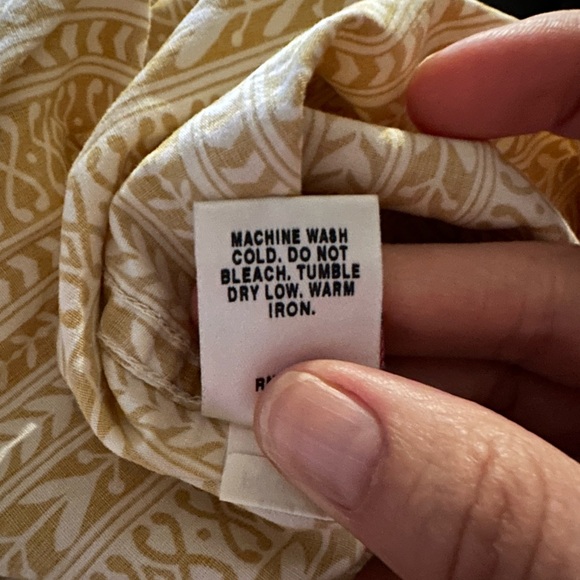 MACHINE WASH
COLD. DO NOT
BLEACH. TUMBLE
DRY LOW. WARM
IRON.